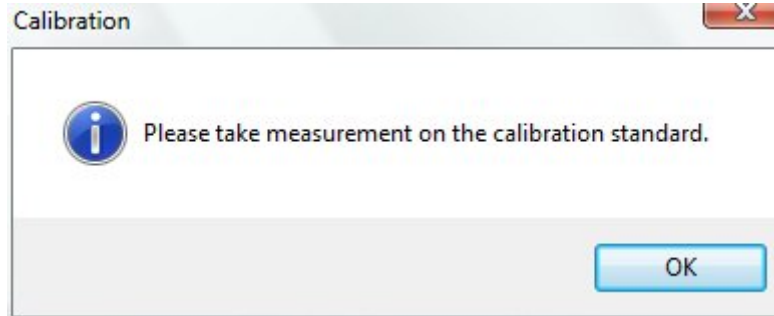 Calibration
Please take measurement on the calibration standard.
OK